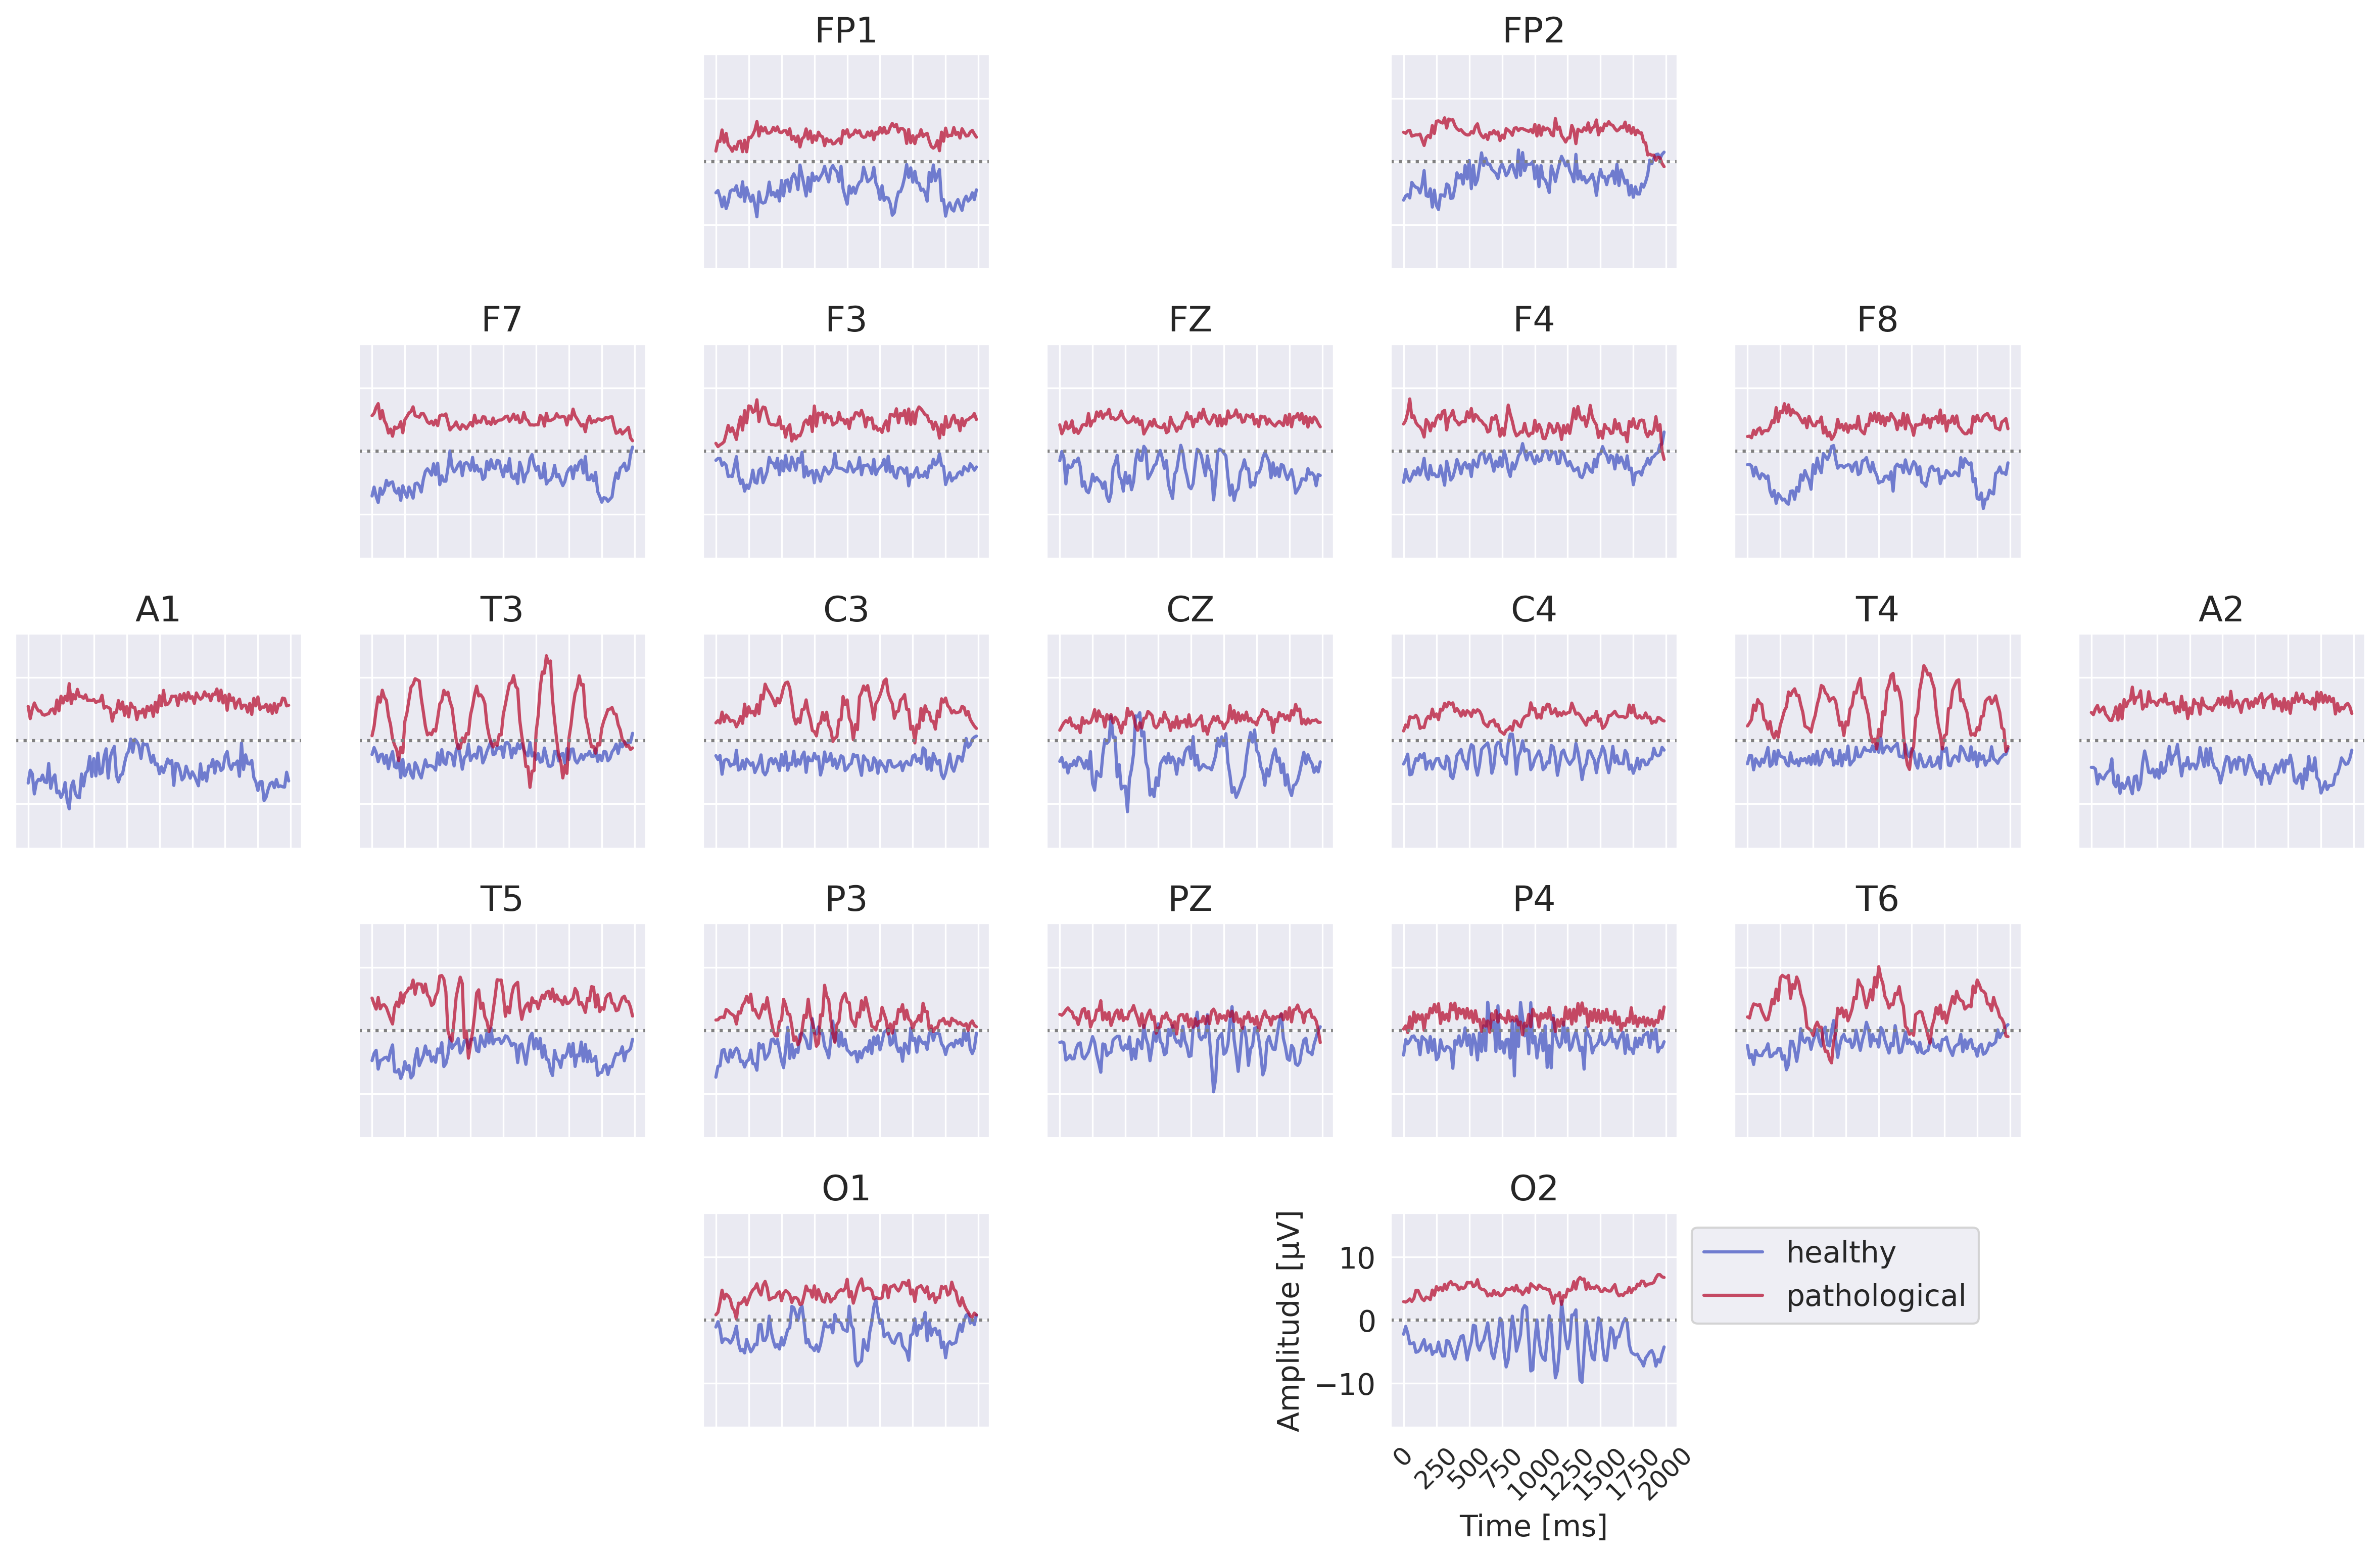 FP1
FP2
F7
F3
FZ
F4
F8
A1
T3
C3
CZ
C4
T4
A2
T5
P3
PZ
P4
T6
O1
O2
Amplitude [µV]
10
0
−10
0
250
500
750
1000
1250
1500
1750
2000
Time [ms]
healthy
pathological